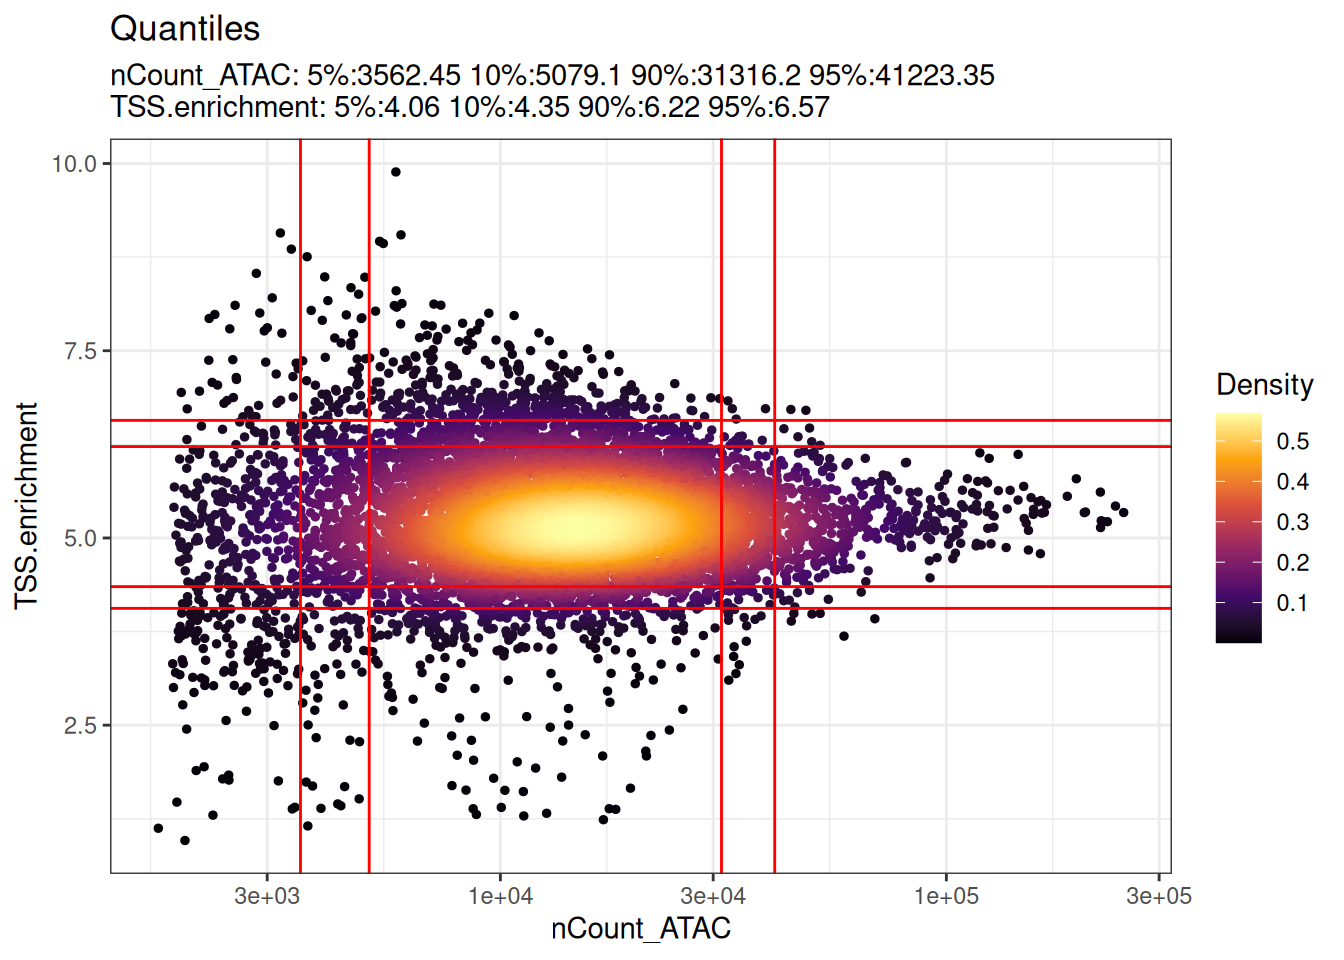 Quantiles
nCount_ATAC: 5%:3562.45 10%:5079.1 90%:31316.2 95%:41223.35
TSS.enrichment: 5%:4.06 10%:4.35 90%:6.22 95%:6.57
10.0
7.5
5.0
2.5
TSS.enrichment
3e+03 1e+04 3e+04 1e+05 3e+05
nCount_ATAC
Density
0.5
0.4
0.3
0.2
0.1